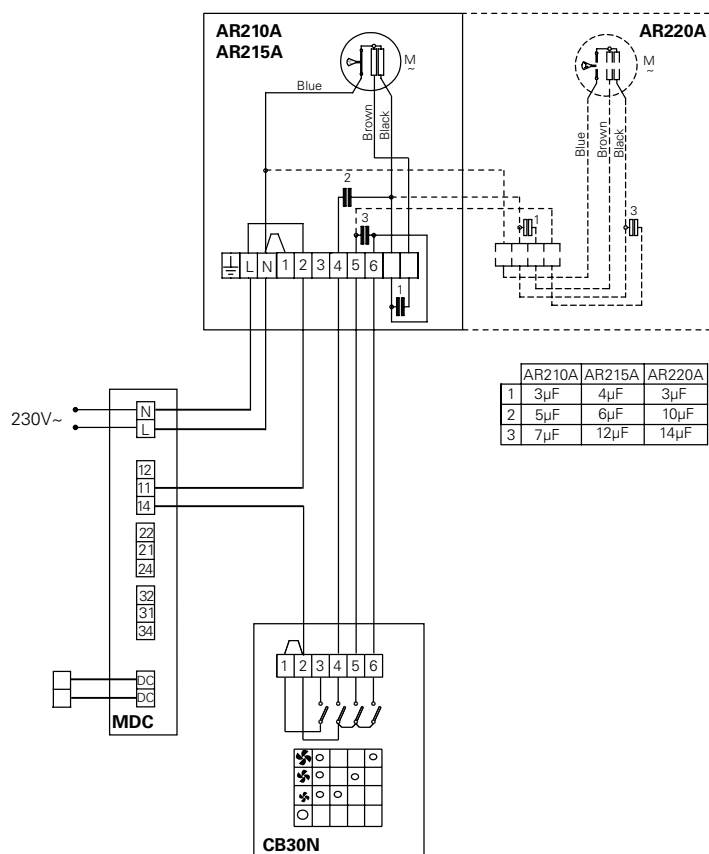 AR210A
AR215A
AR220A
M
~
M
~
Blue
Brown
Black
Blue
Brown
Black
2
3
1
3
L N 1 2 3 4 5 6
1
AR210A AR215A AR220A
1 3µF 4µF 3µF
2 5µF 6µF 10µF
3 7µF 12µF 14µF
230V~
N
L
12
11
14
22
21
24
32
31
34
DC
DC
MDC
1 2 3 4 5 6
CB30N